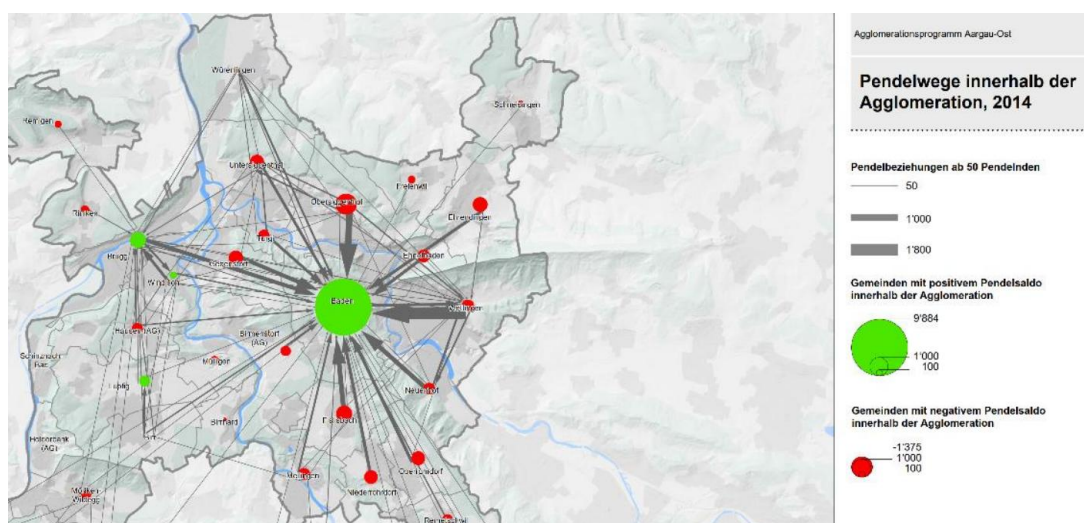 Agglomerationsprogramm Aargau-Ost
Pendelwege innerhalb der
Agglomeration, 2014
Pendelbeziehungen ab 50 Pendelnden
50
1'000
1'800
Gemeinden mit positivem Pendelsaldo
innerhalb der Agglomeration
9'884
1'000
100
Gemeinden mit negativem Pendelsaldo
innerhalb der Agglomeration
-1'375
1'000
100
Würenlingen
Schneisingen
Remigen
Untersiggenthal
Freienwil
Obersiggenthal
Ehrendingen
Riniken
Turgi
Brugg
Gebenstorf
Ennetbaden
Windisch
Baden
Wettingen
Hausen (AG)
Birmenstorf
(AG)
Mülligen
Lupfig
Neuenhof
Birrhard
Fislisbach
Birr
Holderbank
(AG)
Mellingen
Oberrohrdorf
Niederrohrdorf
Möriken-
Wildegg